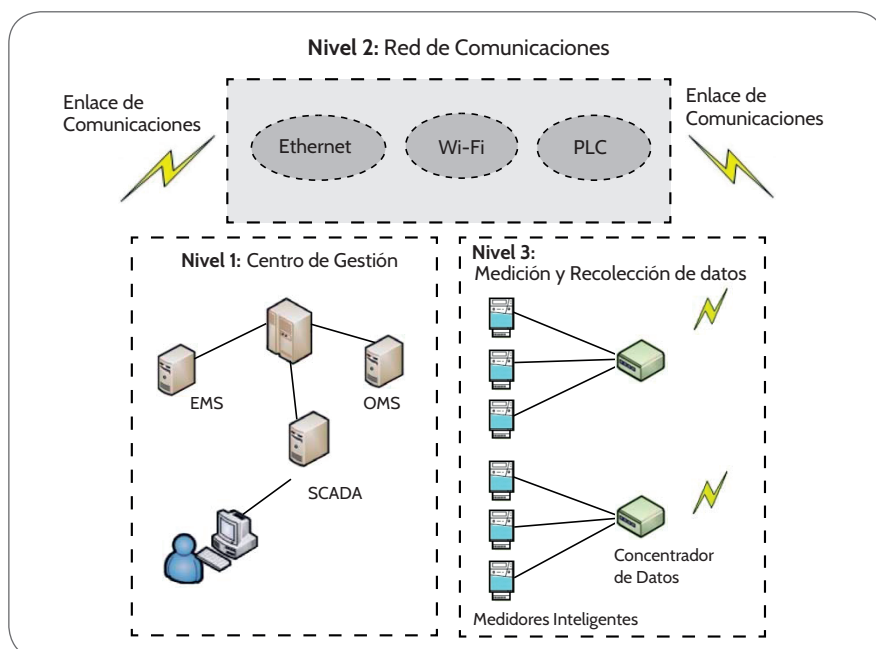 Nivel 2: Red de Comunicaciones
Enlace de
Comunicaciones
Enlace de
Comunicaciones
Ethernet
Wi-Fi
PLC
Nivel 1: Centro de Gestión
EMS
OMS
SCADA
Nivel 3:
Medición y Recolección de datos
Concentrador
de Datos
Medidores Inteligentes